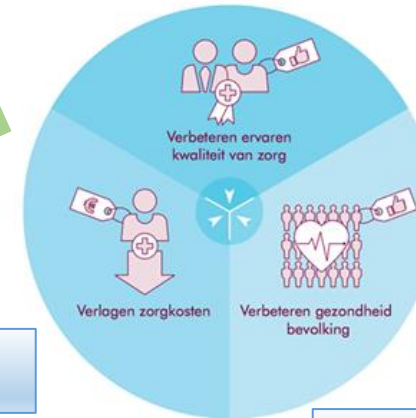 Verbeteren ervaren
kwaliteit van zorg
€
Verlagen zorgkosten
Verbeteren gezondheid
bevolking